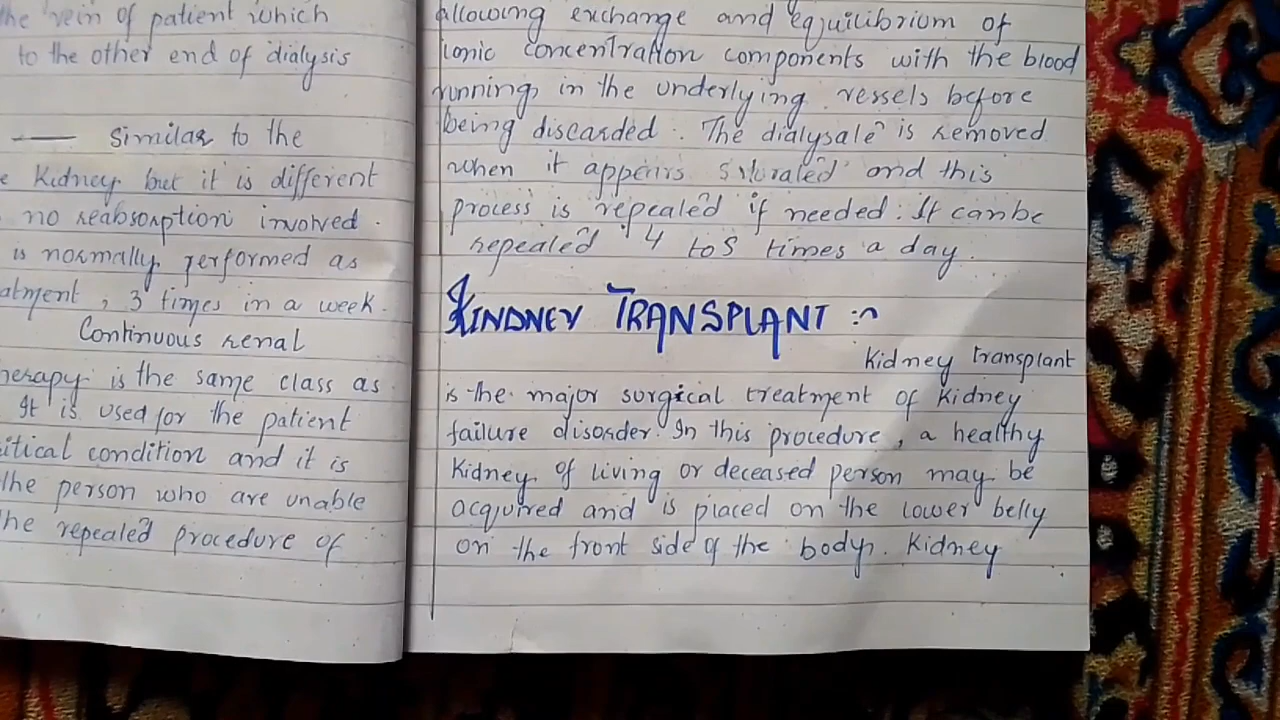 the vein of patient which
to the other end of dialysis
similar to the
Kidney but it is different
no reabsorption involved.
is normally performed as
atment, 3 times in a week.
Continuous renal
herapy is the same class as
It is used for the patient
itical condition and it is
the person who are unable
the repeated procedure of
allowing exchange and equilibrium of
ionic concentration components with the blood
running in the underlying vessels before
being discarded. The dialysate is removed
when it appears saturated and this
process is repeated if needed. It can be
repeated 4 to 5 times a day.
KINDNEY TRANSPLANT :-
Kidney transplant
is the major surgical treatment of kidney
failure disorder. In this procedure, a healthy
Kidney of living or deceased person may be
acquired and is placed on the lower belly
on the front side of the body. Kidney